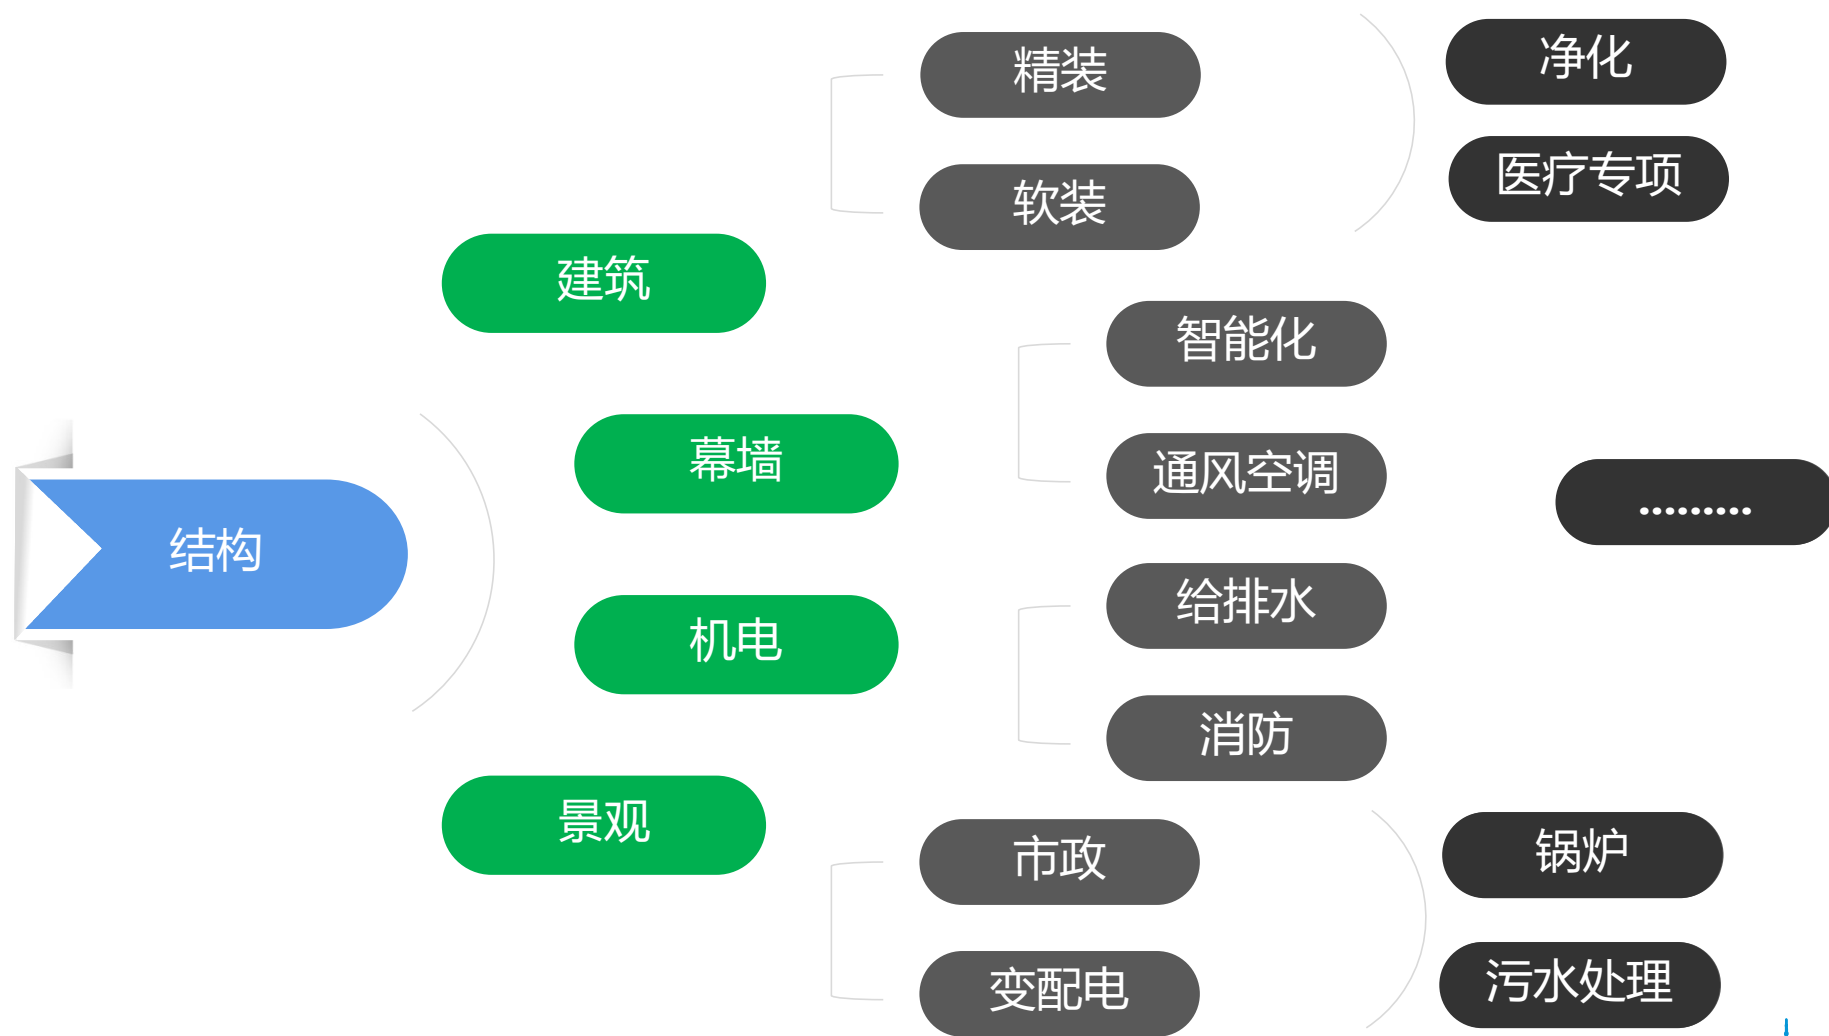 结构
建筑
幕墙
机电
景观
精装
软装
智能化
通风空调
给排水
消防
市政
变配电
净化
医疗专项
·········
锅炉
污水处理